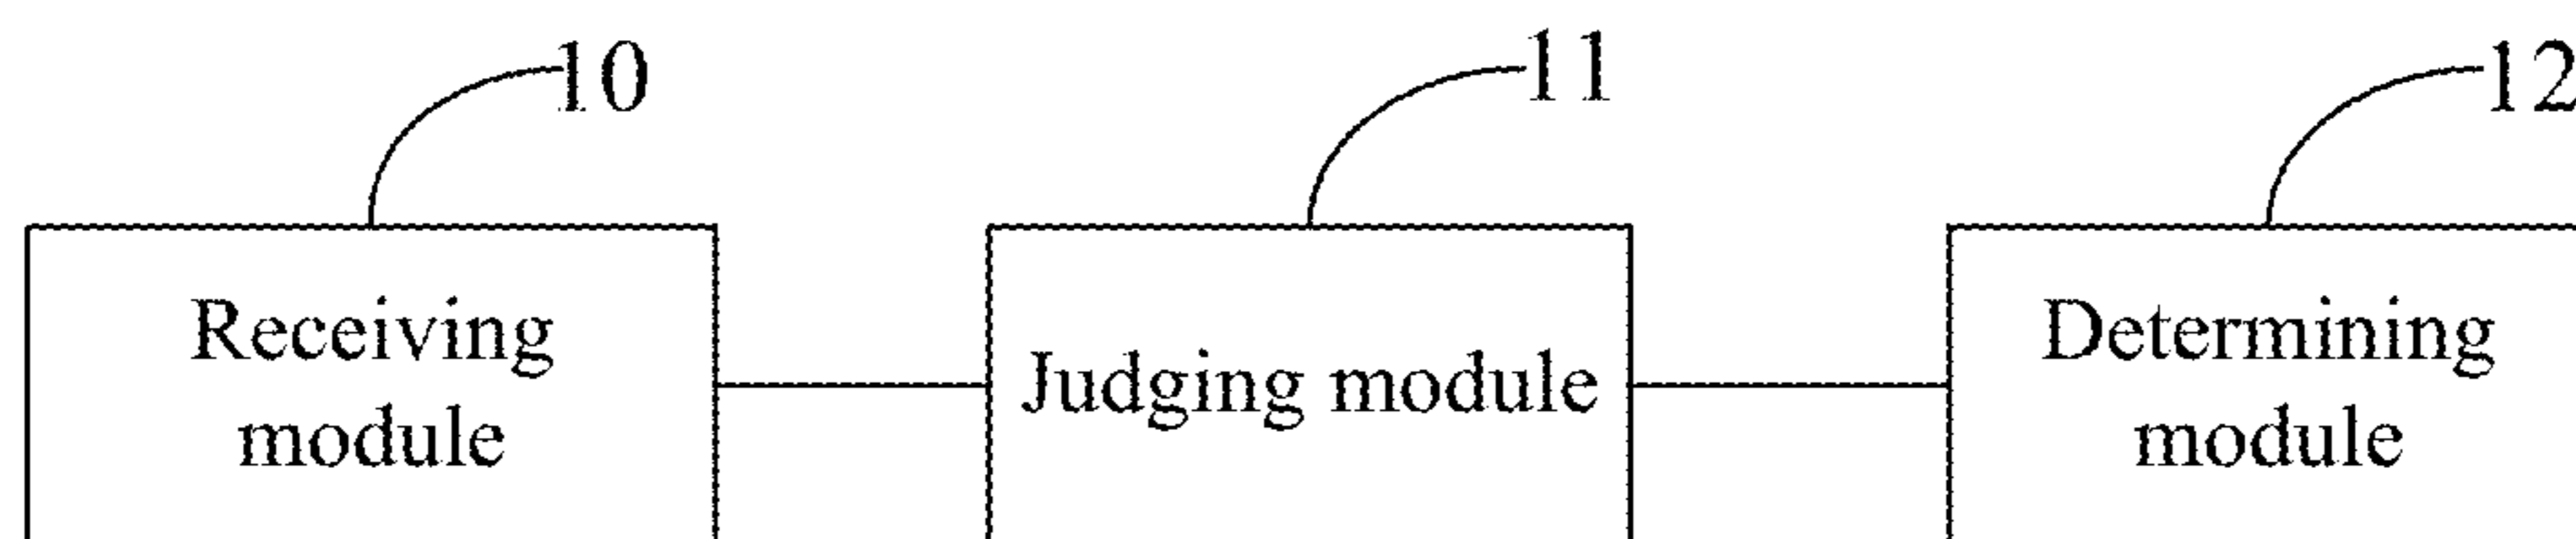 10
11
12
Receiving
module
Judging module
Determining
module